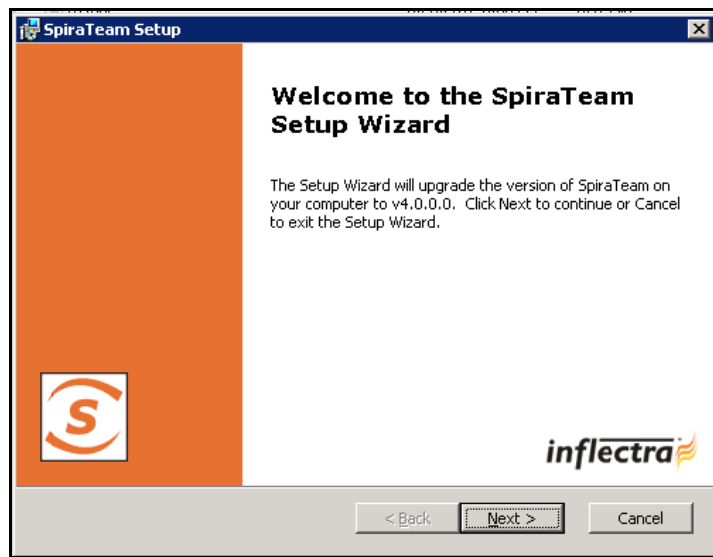 SpiraTeam Setup
Welcome to the SpiraTeam
Setup Wizard
The Setup Wizard will upgrade the version of SpiraTeam on
your computer to v4.0.0.0. Click Next to continue or Cancel
to exit the Setup Wizard.
S
inflectra
< Back Next > Cancel